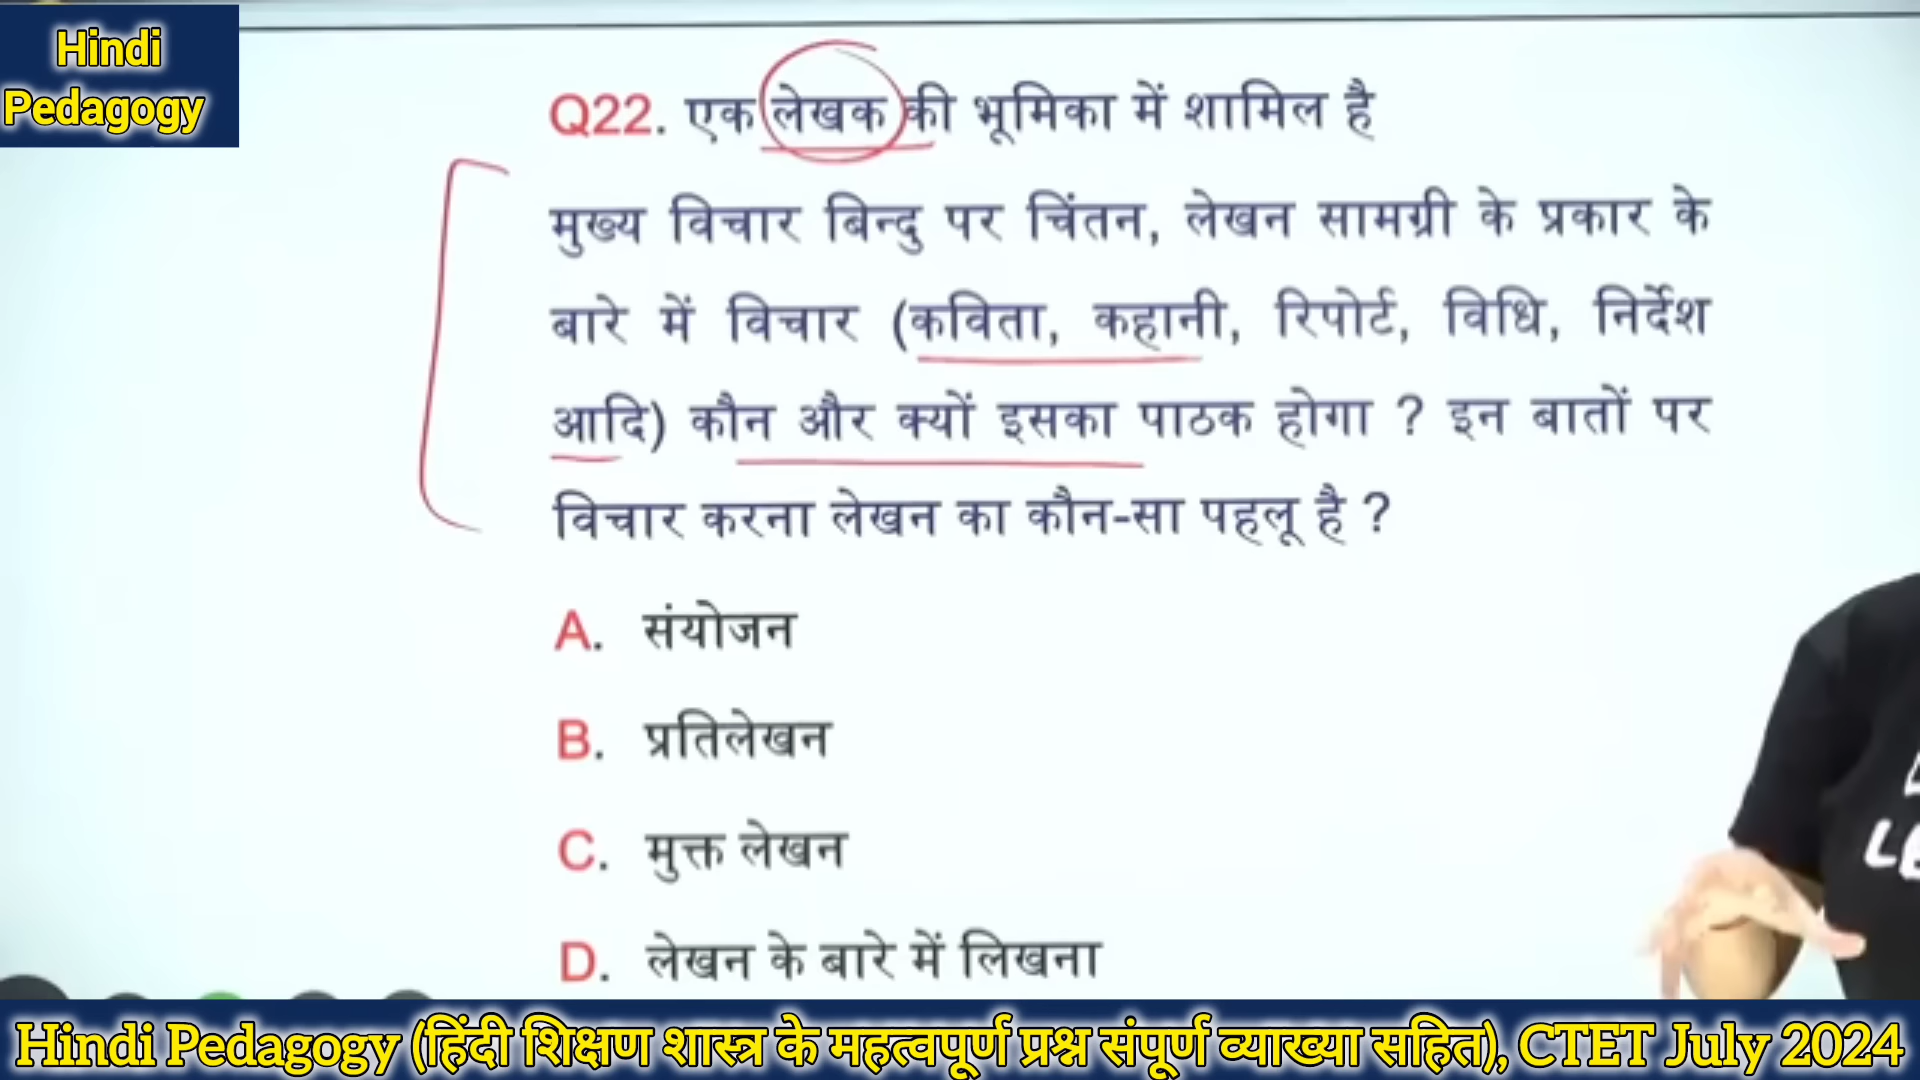 Hindi
Pedagogy
Q22. एक लेखक की भूमिका में शामिल है
मुख्य विचार बिन्दु पर चिंतन, लेखन सामग्री के प्रकार के
बारे में विचार (कविता, कहानी, रिपोर्ट, विधि, निर्देश
आदि) कौन और क्यों इसका पाठक होगा ? इन बातों पर
विचार करना लेखन का कौन-सा पहलू है ?
A. संयोजन
B. प्रतिलेखन
C. मुक्त लेखन
D. लेखन के बारे में लिखना
Hindi Pedagogy (हिंदी शिक्षण शास्त्र के महत्वपूर्ण प्रश्न संपूर्ण व्याख्या सहित), CTET July 2024